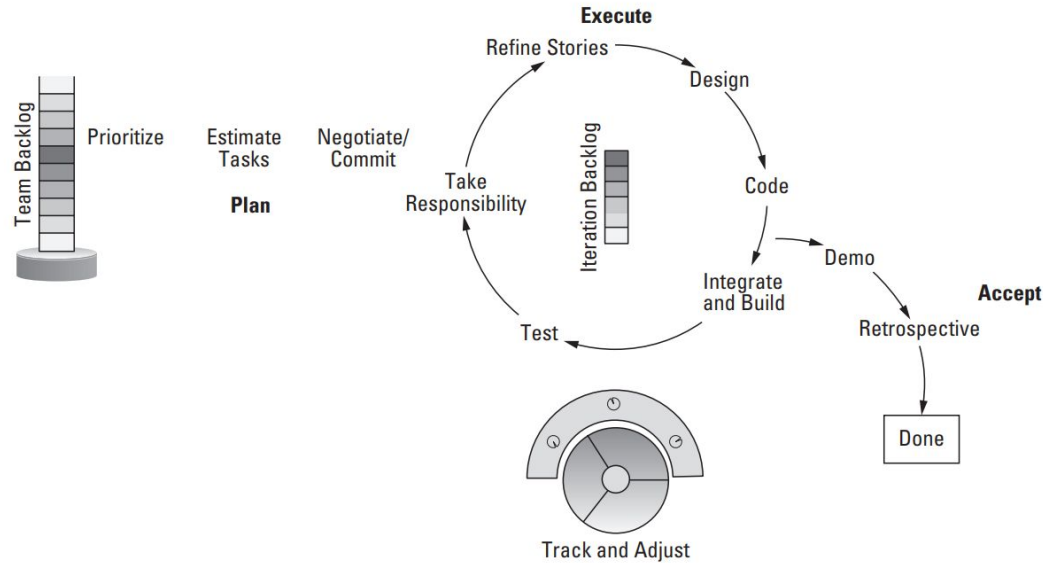 Execute
Refine Stories
Design
Team Backlog
Prioritize
Estimate
Tasks
Negotiate/
Commit
Plan
Take
Responsibility
Iteration Backlog
Code
Demo
Integrate
and Build
Accept
Test
Retrospective
Done
Track and Adjust